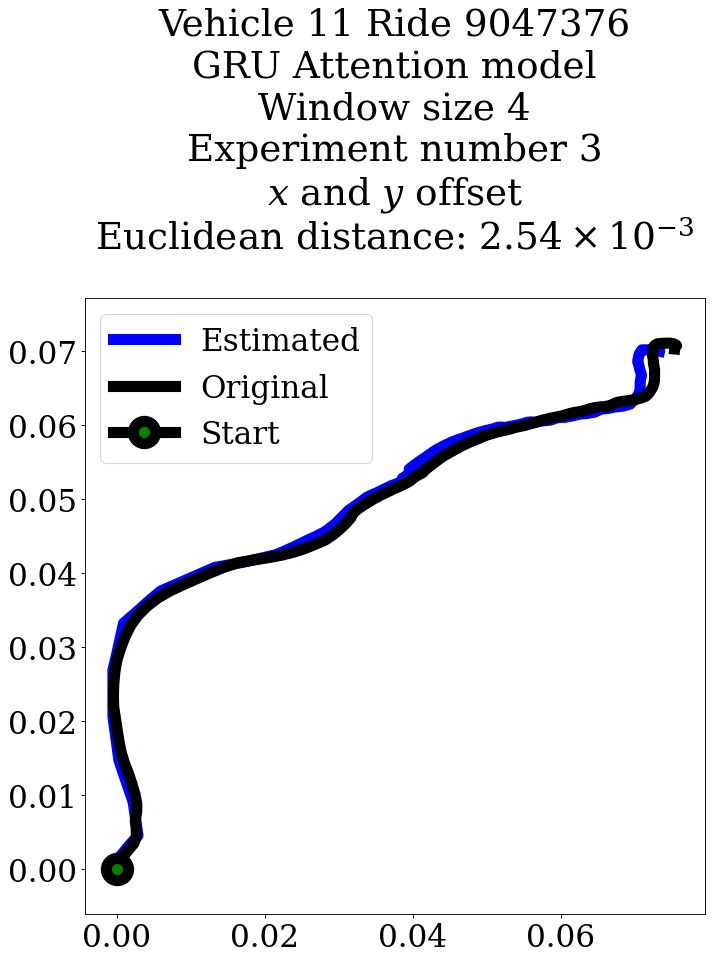 Vehicle 11 Ride 9047376
GRU Attention model
Window size 4
Experiment number 3
x and y offset
Euclidean distance: 2.54 × 10⁻³
Estimated
Original
Start
0.07
0.06
0.05
0.04
0.03
0.02
0.01
0.00
0.00 0.02 0.04 0.06